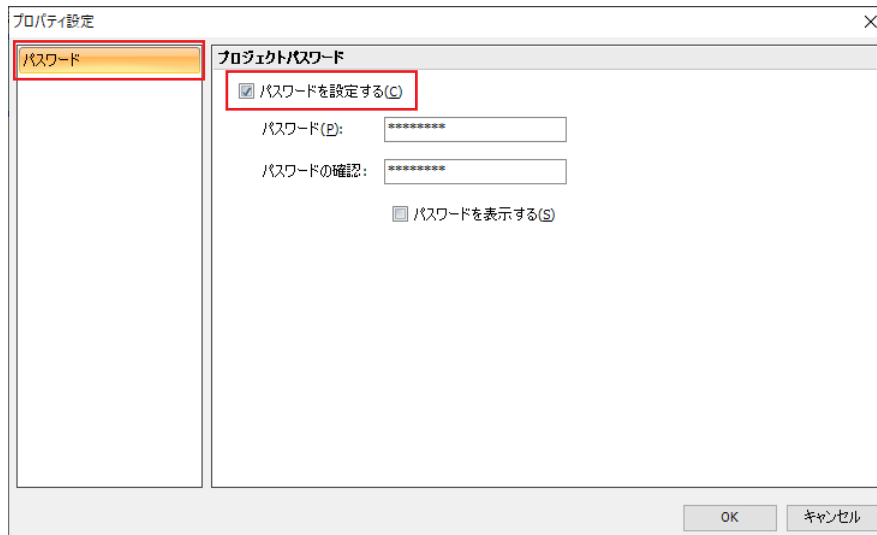 プロパティ設定
パスワード
プロジェクトパスワード
パスワードを設定する(C)
パスワード(P): ********
パスワードの確認: ********
パスワードを表示する(S)
OK キャンセル